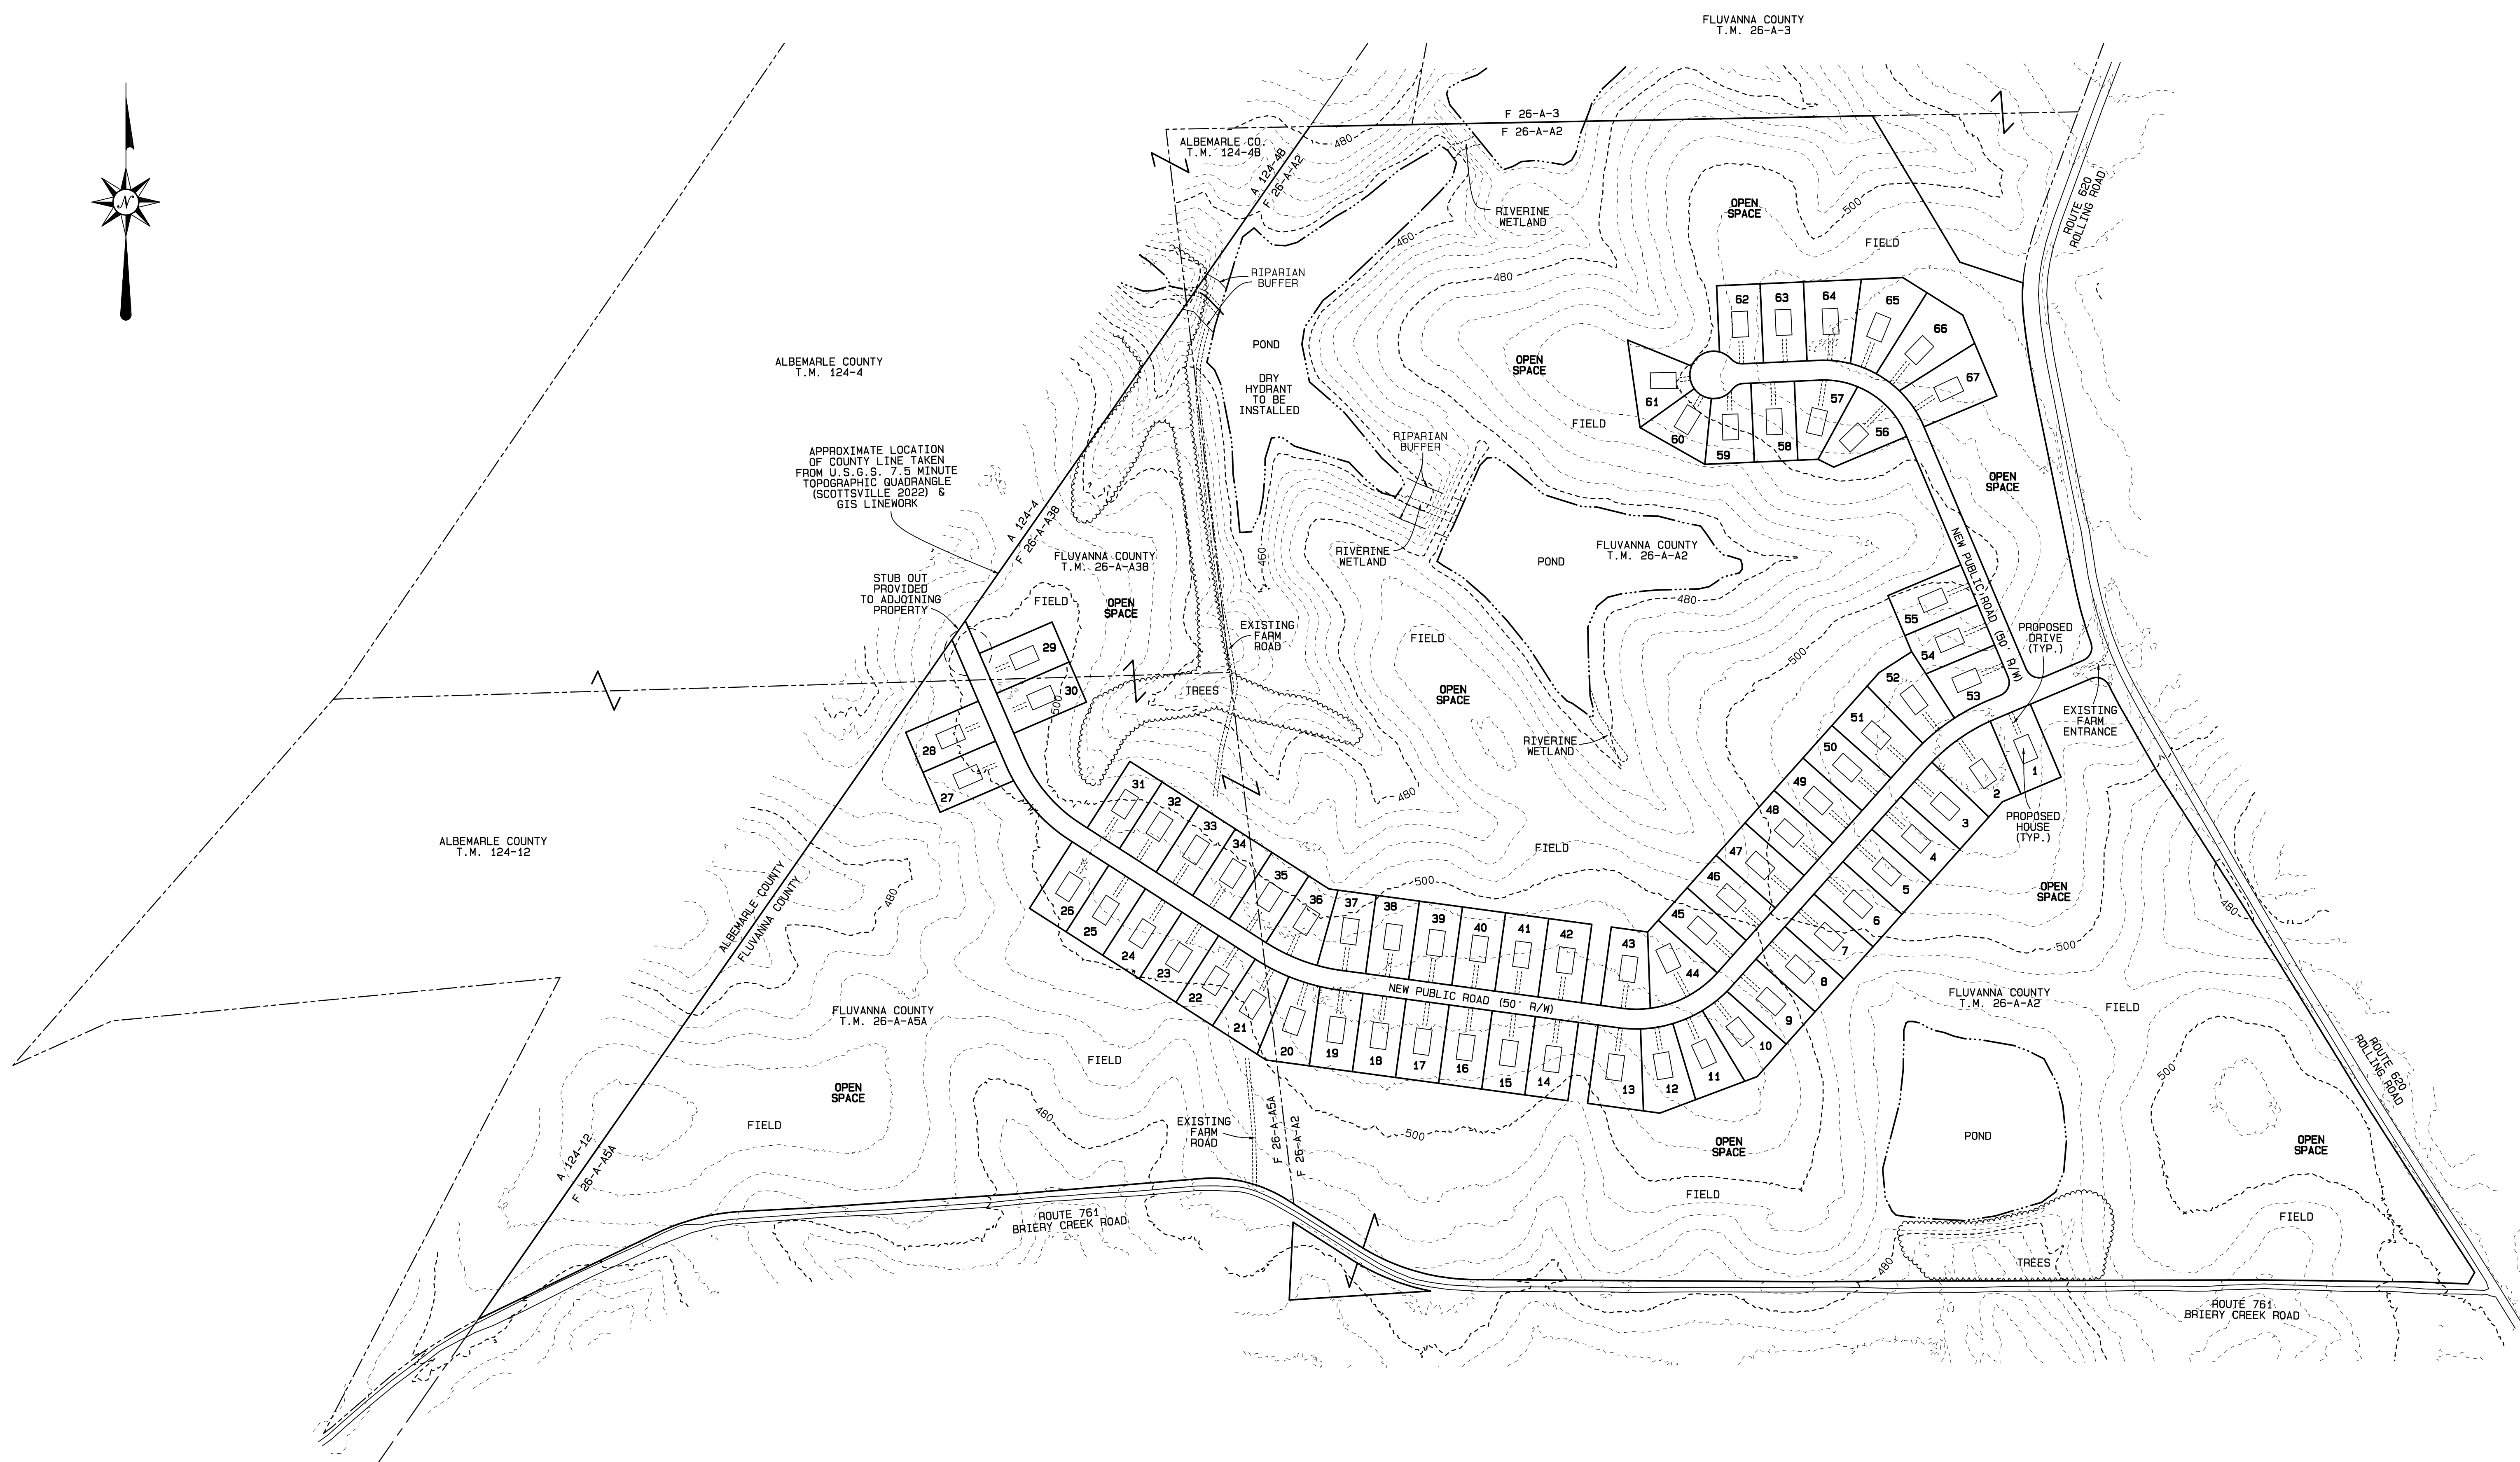 FLUVANNA COUNTY
T.M. 26-A-3
F 26-A-3
F 26-A-A2
ALBEMARLE CO.
T.M. 124-4B
480
A 124-4B
F 26-A-A2
N
RIVERINE
WETLAND
OPEN
SPACE
500
FIELD
ROUTE 620
ROLLING ROAD
460
480
RIPARIAN
BUFFER
POND
DRY
HYDRANT
TO BE
INSTALLED
62
63
64
65
66
67
61
60
59
58
57
56
OPEN
SPACE
FIELD
ALBEMARLE COUNTY
T.M. 124-4
APPROXIMATE LOCATION
OF COUNTY LINE TAKEN
FROM U.S.G.S. 7.5 MINUTE
TOPOGRAPHIC QUADRANGLE
(SCOTTSVILLE 2022) &
GIS LINEWORK
RIPARIAN
BUFFER
OPEN
SPACE
A 124-4
F 26-A-A3B
FLUVANNA COUNTY
T.M. 26-A-A3B
460
RIVERINE
WETLAND
POND
FLUVANNA COUNTY
T.M. 26-A-A2
480
NEW PUBLIC ROAD (50' R/W)
STUB OUT
PROVIDED
TO ADJOINING
PROPERTY
FIELD
OPEN
SPACE
EXISTING
FARM
ROAD
FIELD
500
55
54
53
52
51
50
49
48
47
46
45
44
43
PROPOSED
DRIVE
(TYP.)
EXISTING
FARM
ENTRANCE
29
30
28
27
500
TREES
OPEN
SPACE
RIVERINE
WETLAND
480
1
2
3
4
5
6
7
8
9
10
11
12
13
PROPOSED
HOUSE
(TYP.)
31
32
33
34
35
36
37
38
39
40
41
42
FIELD
500
ALBEMARLE COUNTY
T.M. 124-12
ALBEMARLE COUNTY
FLUVANNA COUNTY
480
26
25
24
23
22
21
20
19
18
17
16
15
14
NEW PUBLIC ROAD (50' R/W)
OPEN
SPACE
480
500
FLUVANNA COUNTY
T.M. 26-A-A2
FIELD
FLUVANNA COUNTY
T.M. 26-A-A5A
FIELD
OPEN
SPACE
FIELD
480
EXISTING
FARM
ROAD
F 26-A-A5A
F 26-A-A2
500
OPEN
SPACE
FIELD
POND
500
ROUTE 620
ROLLING ROAD
OPEN
SPACE
FIELD
A 124-12
F 26-A-A5A
ROUTE 761
BRIERY CREEK ROAD
480
TREES
ROUTE 761
BRIERY CREEK ROAD